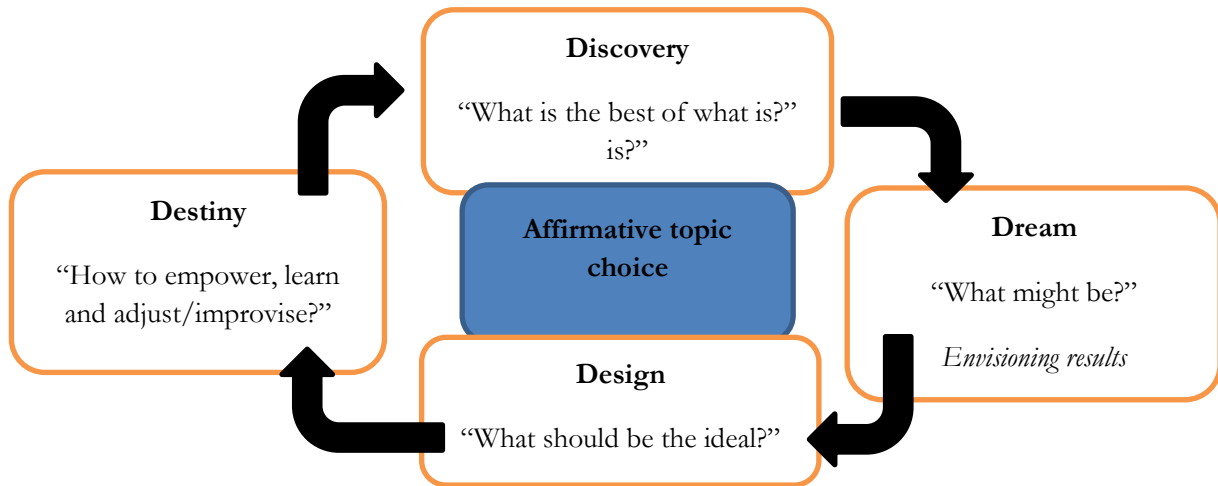 Discovery
“What is the best of what is?”
is?”
Destiny
“How to empower, learn
and adjust/improvise?”
Affirmative topic
choice
Dream
“What might be?”
Envisioning results
Design
“What should be the ideal?”